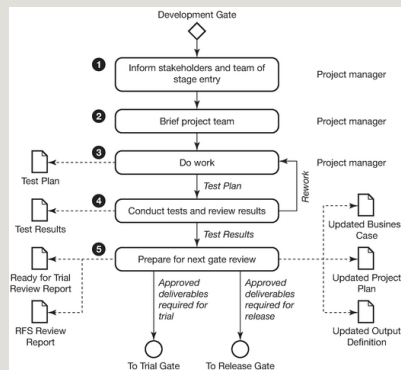 Development Gate
1
Inform stakeholders and team of
stage entry
Project manager
2
Brief project team
Project manager
3
Do work
Project manager
Test Plan
Test Plan
Rework
4
Conduct tests and review results
Test Results
Test Results
5
Prepare for next gate review
Ready for Trial
Review Report
RFS Review
Report
Updated Business
Case
Updated Project
Plan
Updated Output
Definition
Approved
deliverables
required for
trial
Approved
deliverables
required for
release
To Trial Gate
To Release Gate